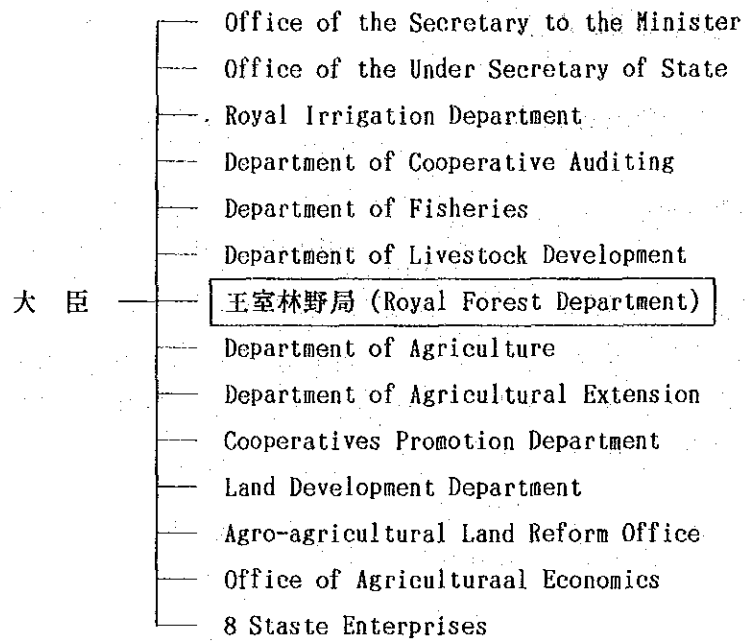 Office of the Secretary to the Minister
Office of the Under Secretary of State
Royal Irrigation Department
Department of Cooperative Auditing
Department of Fisheries
Department of Livestock Development
大 臣
王室林野局 (Royal Forest Department)
Department of Agriculture
Department of Agricultural Extension
Cooperatives Promotion Department
Land Development Department
Agro-agricultural Land Reform Office
Office of Agriculturaal Economics
8 Staste Enterprises